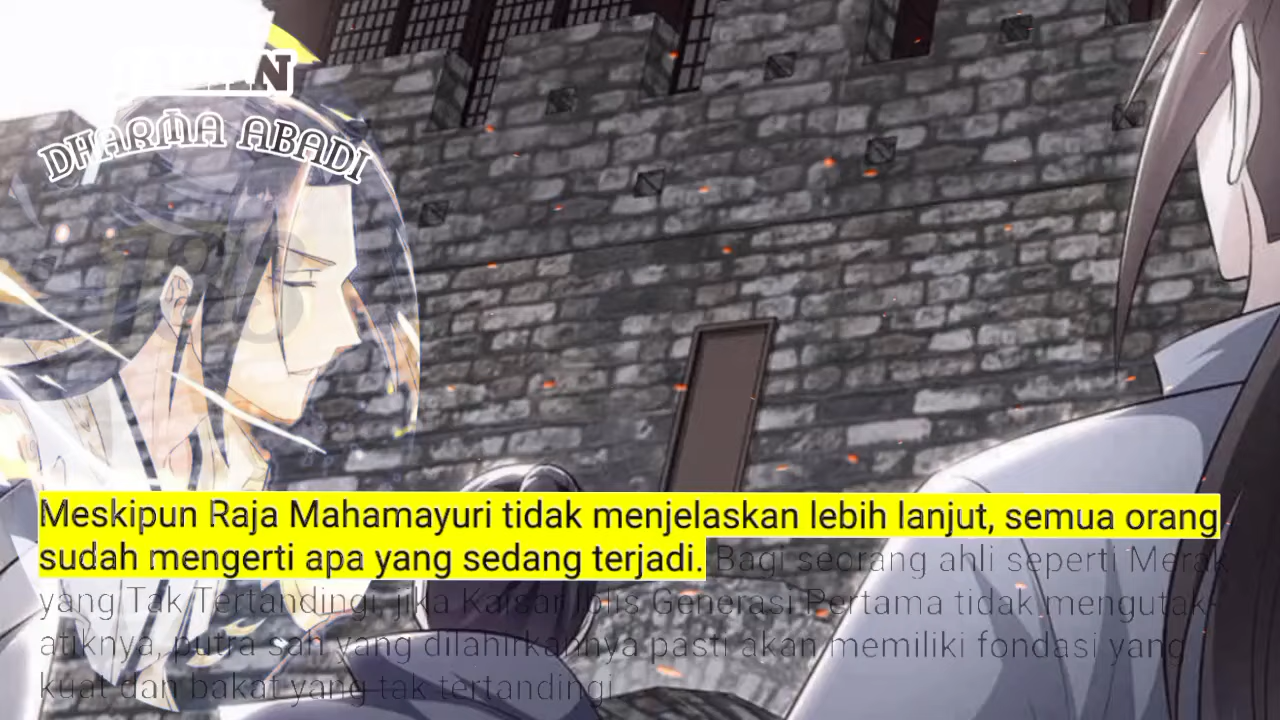 DHARMA ABADI
Meskipun Raja Mahamayuri tidak menjelaskan lebih lanjut, semua orang
sudah mengerti apa yang sedang terjadi. Bagi seorang ahli seperti Merak
yang Tak Tertandingi, jika Kaisar Iblis Generasi Pertama tidak mengutak-
atiknya, putra sah yang dilahirkannya pasti akan memiliki fondasi yang
kuat dan bakat yang tak tertandingi